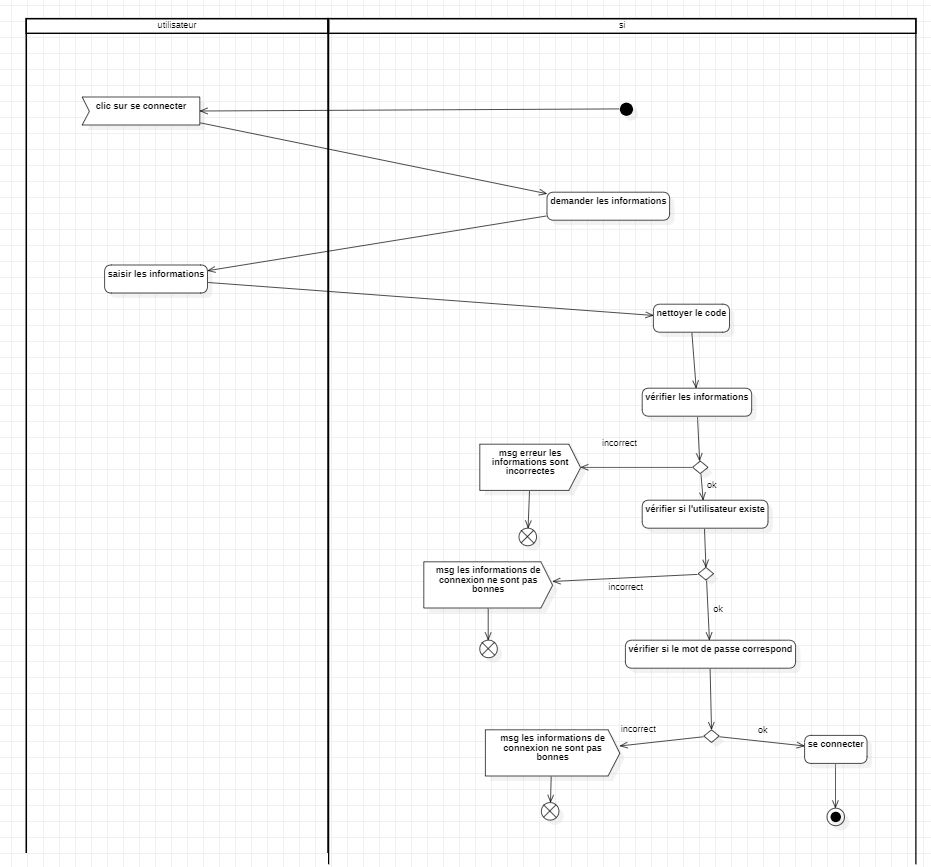 utilisateur
si
clic sur se connecter
demander les informations
saisir les informations
nettoyer le code
vérifier les informations
incorrect
msg erreur les
informations sont
incorrectes
ok
vérifier si l'utilisateur existe
msg les informations de
connexion ne sont pas
bonnes
incorrect
ok
vérifier si le mot de passe correspond
incorrect
ok
msg les informations de
connexion ne sont pas
bonnes
se connecter